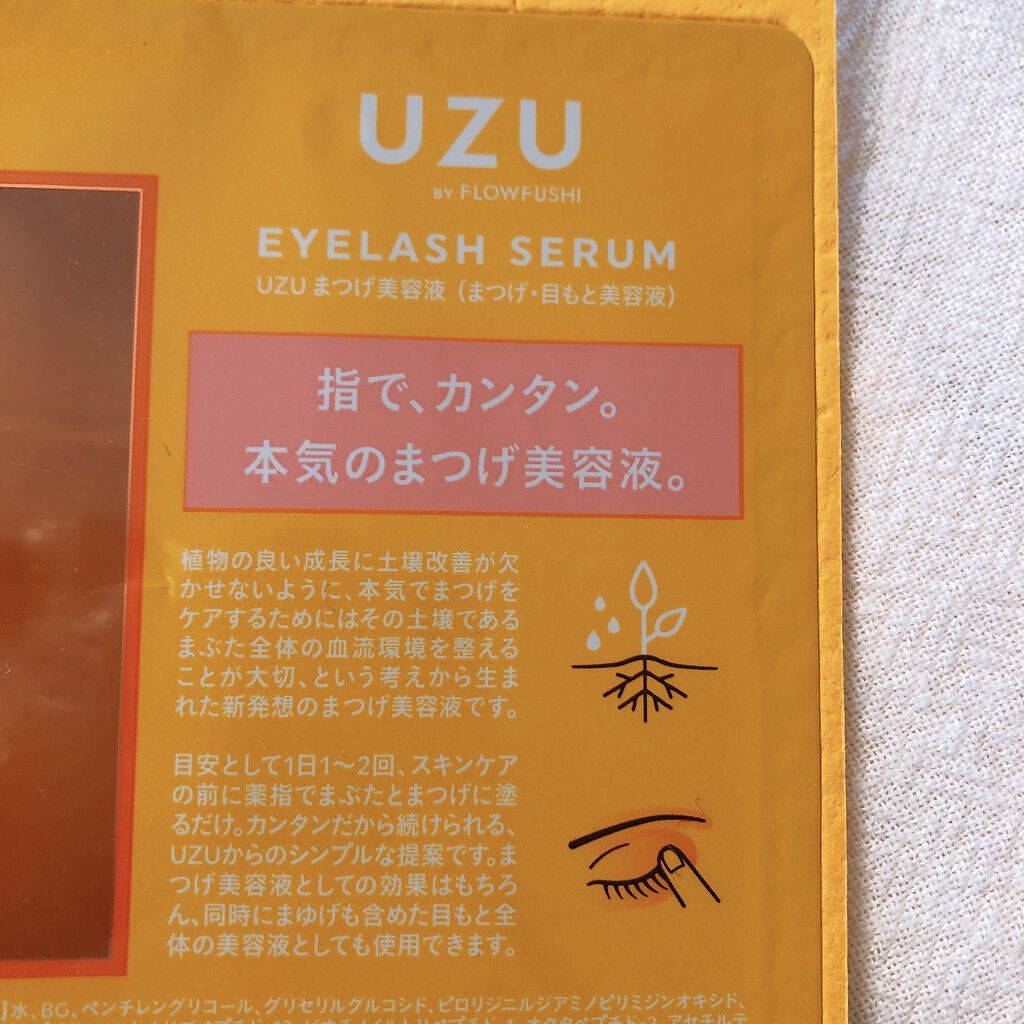 UZU
BY FLOWFUSHI
EYELASH SERUM
UZU まつげ美容液 (まつげ・目もと美容液)
指で、カンタン。
本気のまつげ美容液。
植物の良い成長に土壌改善が欠
かせないように、本気でまつげを
ケアするためにはその土壌である
まぶた全体の血流環境を整える
ことが大切、という考えから生ま
れた新発想のまつげ美容液です。
目安として1日1〜2回、スキンケア
の前に薬指でまぶたとまつげに塗
るだけ。カンタンだから続けられる、
UZUからのシンプルな提案です。ま
つげ美容液としての効果はもちろ
ん、同時にまゆげも含めた目もと全
体の美容液としても使用できます。
】水、BG、ペンチレングリコール、グリセリルグルコシド、ピロリジニルジアミノピリミジンオキシド、
オクタペプチド-2、アセチルテ